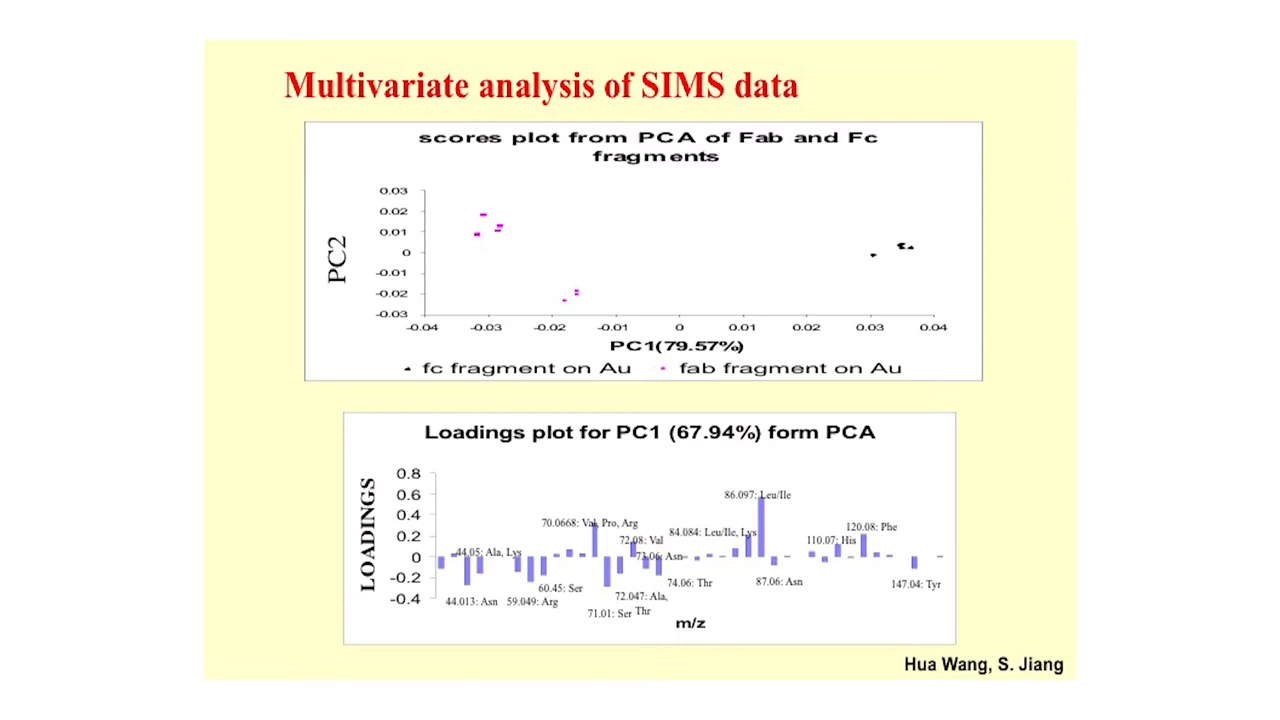 Multivariate analysis of SIMS data
scores plot from PCA of Fab and Fc
fragments
PC2
0.03
0.02
0.01
0
-0.01
-0.02
-0.03
-0.04 -0.03 -0.02 -0.01 0 0.01 0.02 0.03 0.04
PC1(79.57%)
fc fragment on Au fab fragment on Au
Loadings plot for PC1 (67.94%) form PCA
LOADINGS
0.8
0.6
0.4
0.2
0
-0.2
-0.4
86.097: Leu/Ile
70.0668: Val, Pro, Arg
84.084: Leu/Ile, Lys
120.08: Phe
72.08: Val
110.07: His
44.05: Ala, Lys
73.06: Asn
74.06: Thr
87.06: Asn
147.04: Tyr
60.45: Ser
44.013: Asn
59.049: Arg
72.047: Ala,
Thr
71.01: Ser
m/z
Hua Wang, S. Jiang